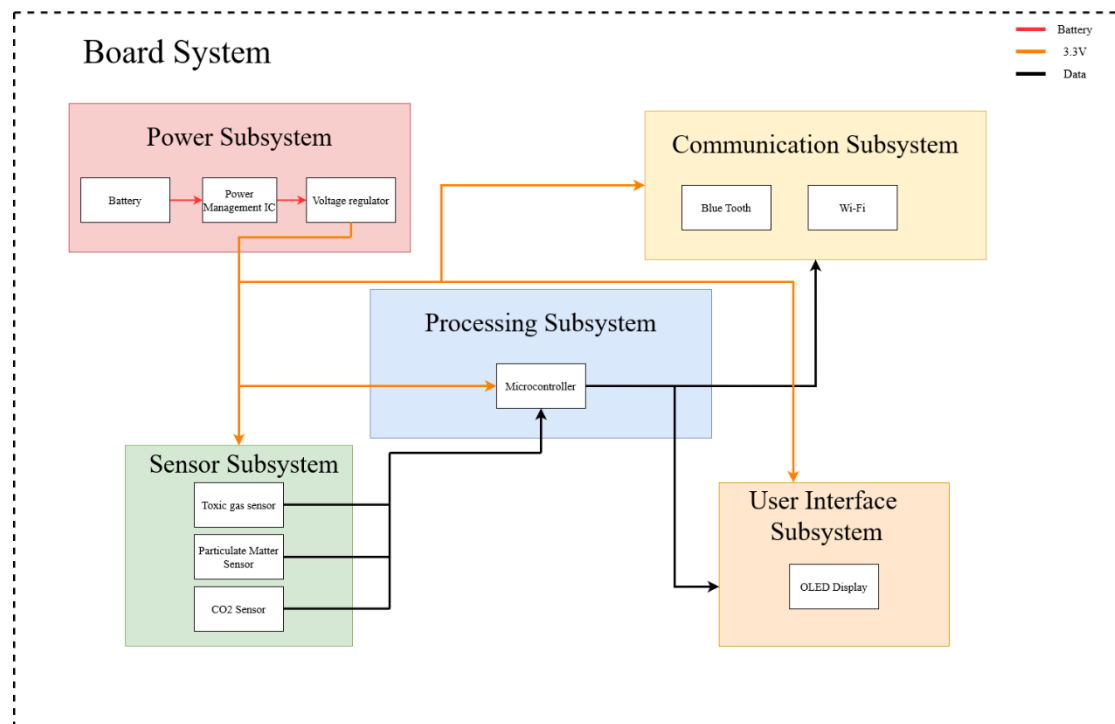 Board System
Battery
3.3V
Data
Power Subsystem
Battery
Power
Management IC
Voltage regulator
Communication Subsystem
Blue Tooth
Wi-Fi
Processing Subsystem
Microcontroller
Sensor Subsystem
Toxic gas sensor
Particulate Matter
Sensor
CO2 Sensor
User Interface
Subsystem
OLED Display